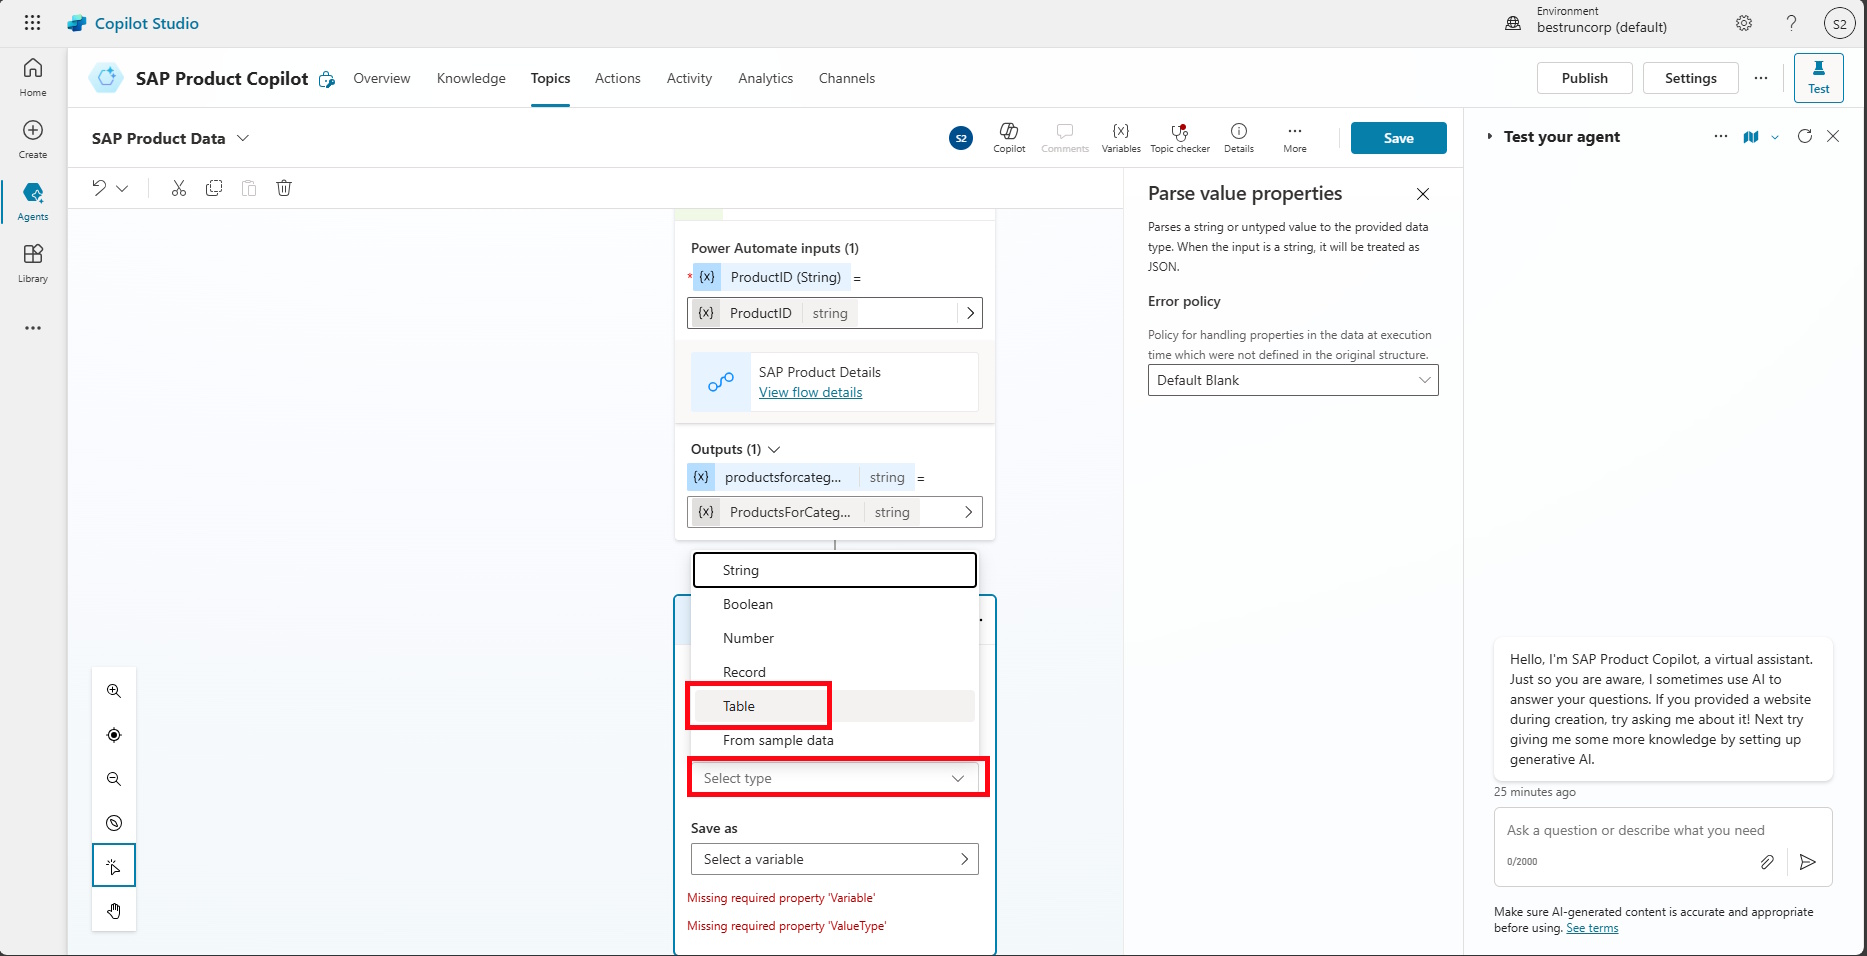 Copilot Studio
Environment
bestruncorp (default)
S2
Home
Create
Agents
Library
SAP Product Copilot
Overview
Knowledge
Topics
Actions
Activity
Analytics
Channels
Publish
Settings
Test
SAP Product Data
S2
Copilot
Comments
{x}
Variables
Topic checker
Details
More
Save
Power Automate inputs (1)
* {x} ProductID (String) =
{x} ProductID string
SAP Product Details
View flow details
Outputs (1)
{x} productsforcateg... string =
{x} ProductsForCateg... string
String
Boolean
Number
Record
Table
From sample data
Select type
Save as
Select a variable
Missing required property 'Variable'
Missing required property 'ValueType'
Parse value properties
Parses a string or untyped value to the provided data
type. When the input is a string, it will be treated as
JSON.
Error policy
Policy for handling properties in the data at execution
time which were not defined in the original structure.
Default Blank
Test your agent
Hello, I'm SAP Product Copilot, a virtual assistant.
Just so you are aware, I sometimes use AI to
answer your questions. If you provided a website
during creation, try asking me about it! Next try
giving me some more knowledge by setting up
generative AI.
25 minutes ago
Ask a question or describe what you need
0/2000
Make sure AI-generated content is accurate and appropriate
before using. See terms